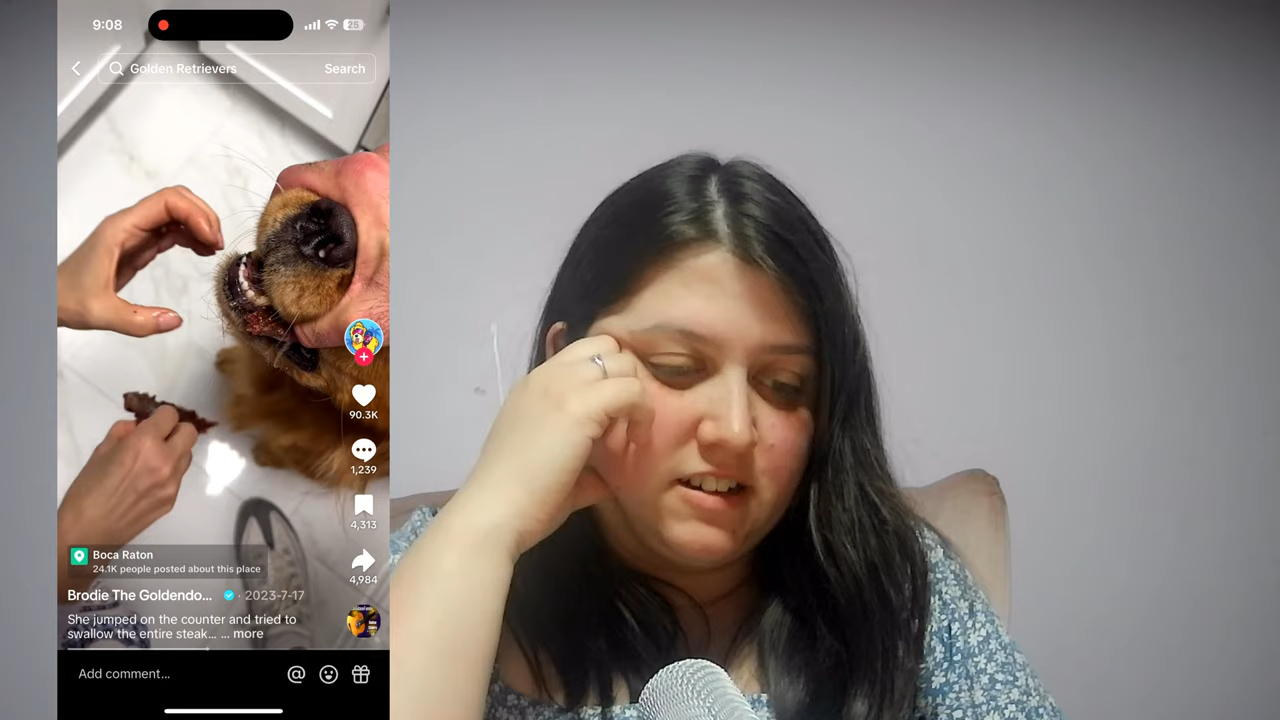 9:08
25
Golden Retrievers
Search
90.3K
1,239
4,313
4,984
Boca Raton
24.1K people posted about this place
Brodie The Goldendo... · 2023-7-17
She jumped on the counter and tried to
swallow the entire steak... ... more
Add comment...